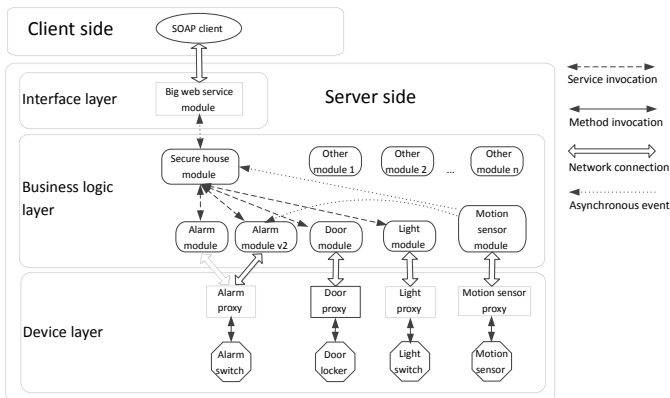 Client side
SOAP client
Service invocation
Method invocation
Network connection
Asynchronous event
Server side
Interface layer
Big web service
module
Business logic
layer
Secure house
module
Other
module 1
Other
module 2
...
Other
module n
Alarm
module
Alarm
module v2
Door
module
Light
module
Motion
sensor
module
Device layer
Alarm
proxy
Door
proxy
Light
proxy
Motion sensor
proxy
Alarm
switch
Door
locker
Light
switch
Motion
sensor